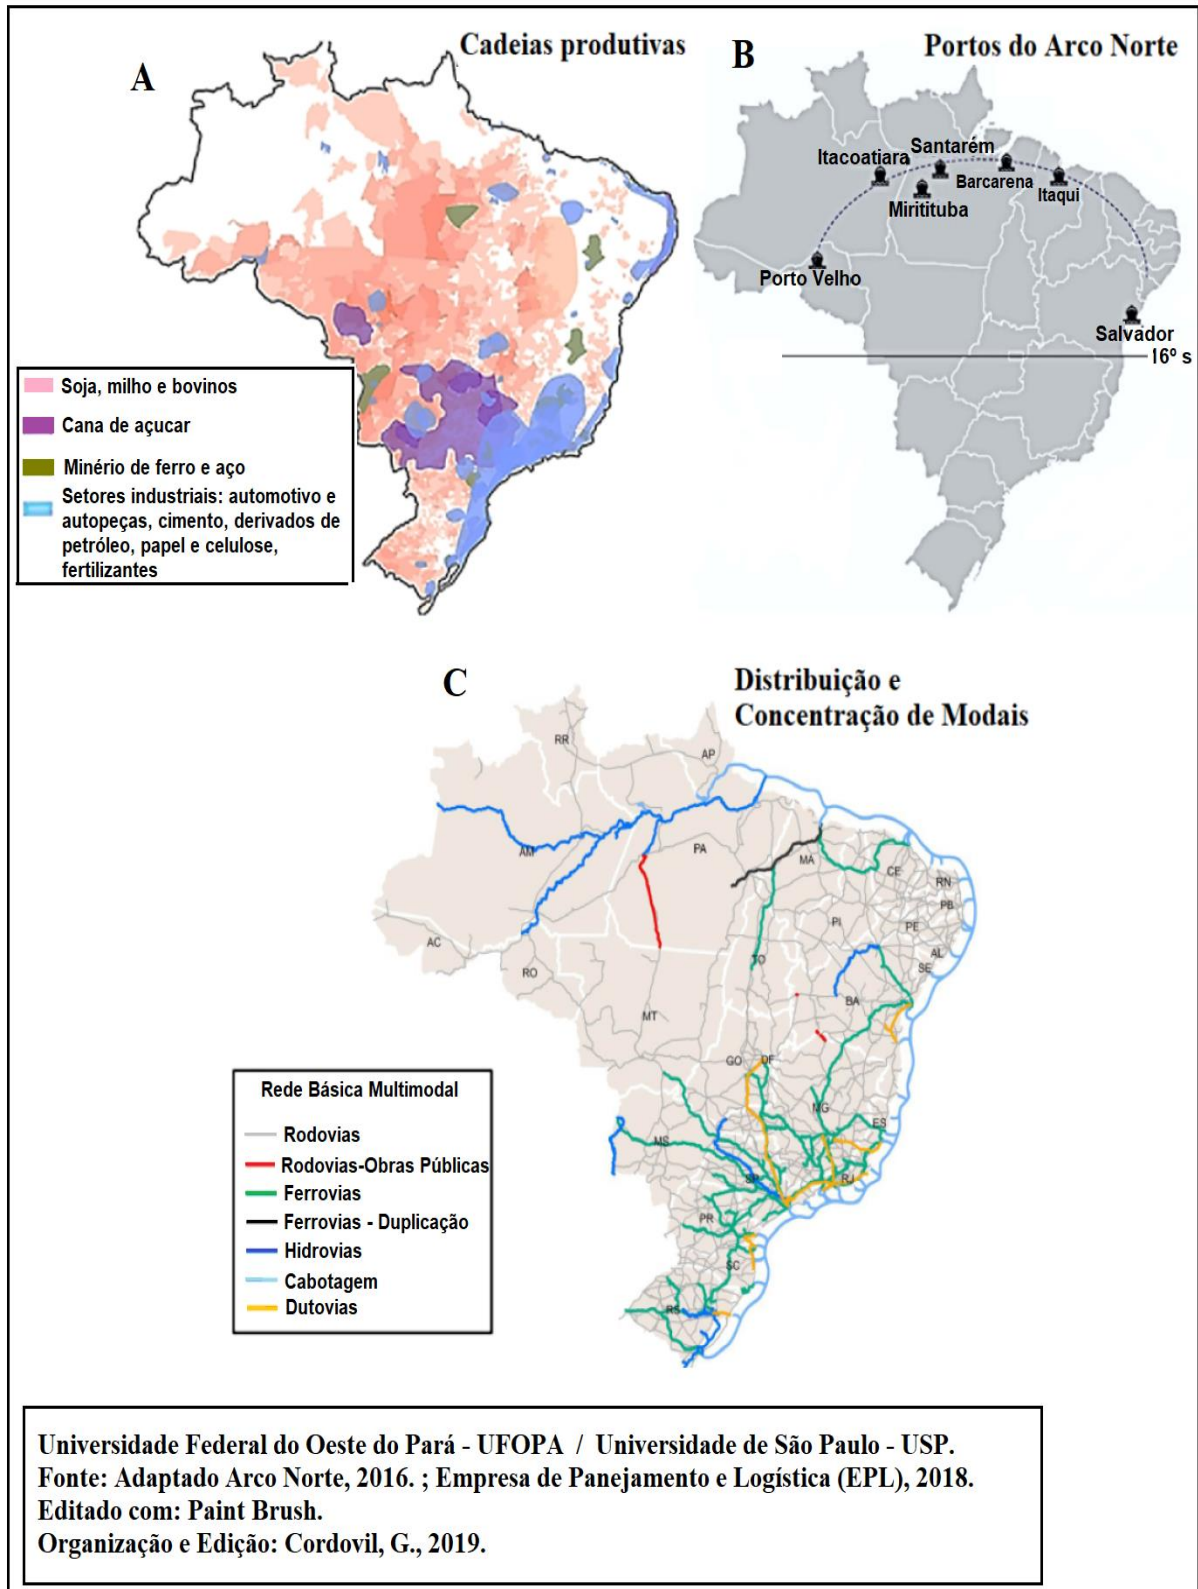 A
Cadeias produtivas
Soja, milho e bovinos
Cana de açucar
Minério de ferro e aço
Setores industriais: automotivo e
autopeças, cimento, derivados de
petróleo, papel e celulose,
fertilizantes
B
Portos do Arco Norte
Itacoatiara
Santarém
Barcarena
Itaqui
Miritituba
Porto Velho
Salvador
16º s
C
Distribuição e
Concentração de Modais
RR
AP
AM
PA
MA
CE
RN
PB
PI
PE
AL
SE
AC
RO
TO
BA
MT
GO
DF
MG
ES
MS
SP
RJ
PR
SC
RS
Rede Básica Multimodal
Rodovias
Rodovias-Obras Públicas
Ferrovias
Ferrovias - Duplicação
Hidrovias
Cabotagem
Dutovias
Universidade Federal do Oeste do Pará - UFOPA / Universidade de São Paulo - USP.
Fonte: Adaptado Arco Norte, 2016. ; Empresa de Panejamento e Logística (EPL), 2018.
Editado com: Paint Brush.
Organização e Edição: Cordovil, G., 2019.